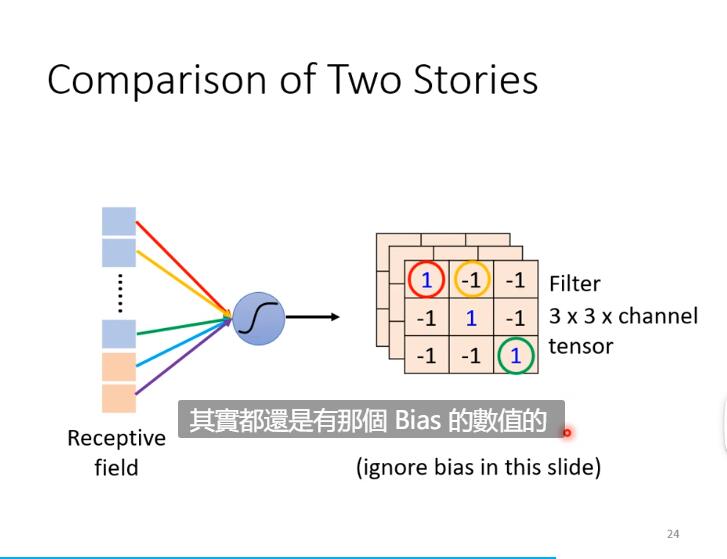 Comparison of Two Stories
1 -1 -1
-1 1 -1
-1 -1 1
Filter
3 x 3 x channel
tensor
Receptive
field
其實都還是有那個 Bias 的數值的
(ignore bias in this slide)
24